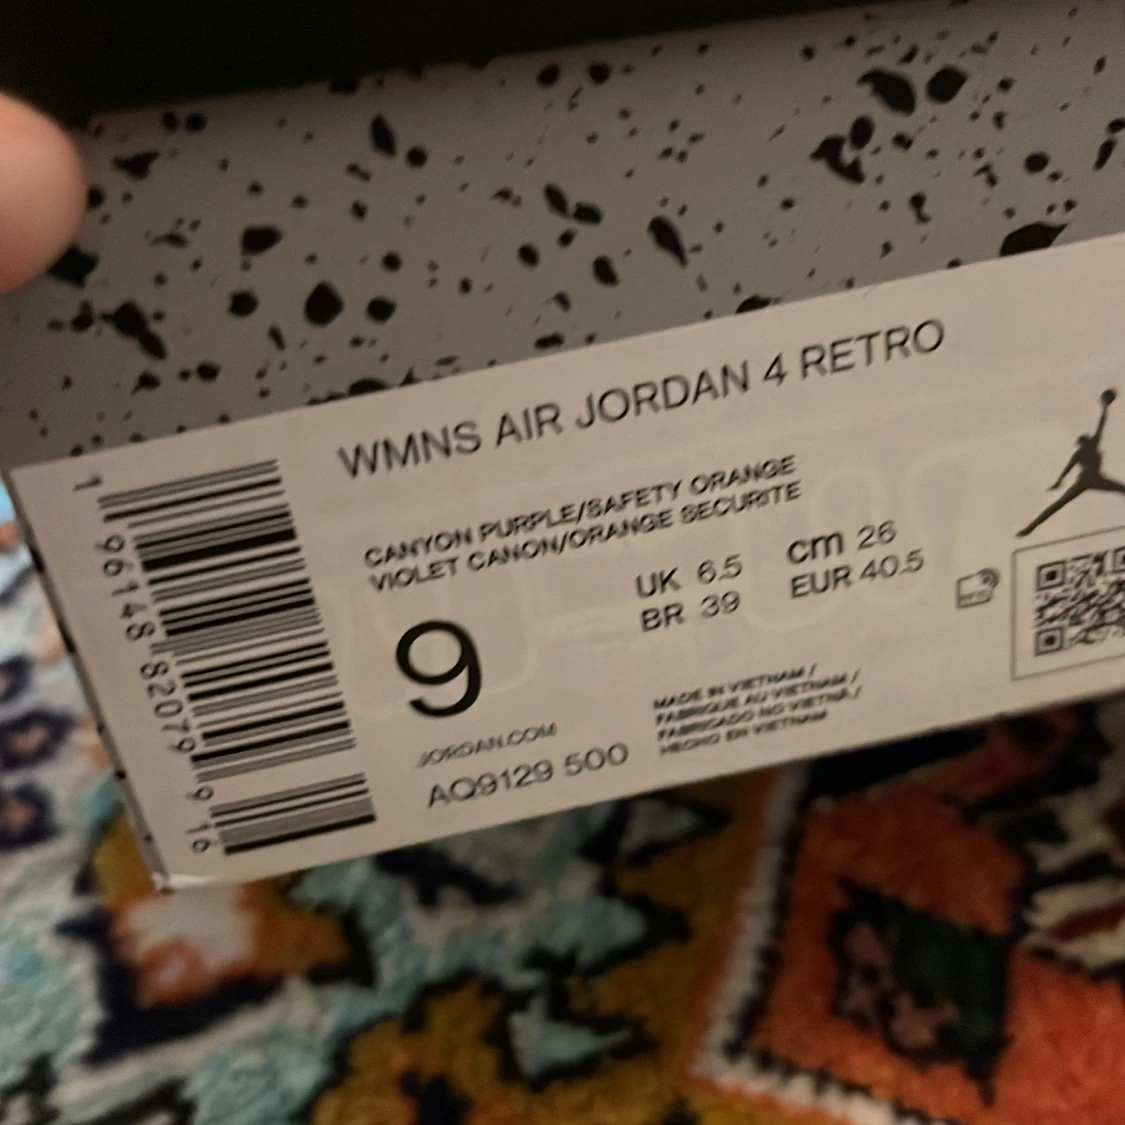 WMNS AIR JORDAN 4 RETRO
CANYON PURPLE/SAFETY ORANGE
VIOLET CANON/ORANGE SECURITE
UK 6.5 cm 26
BR 39 EUR 40.5
9
MADE IN VIETNAM /
FABRIQUE AU VIETNAM /
FABRICADO NO VIETNA /
HECHO EN VIETNAM
JORDAN.COM
AQ9129 500
1 96148 82079 9 16